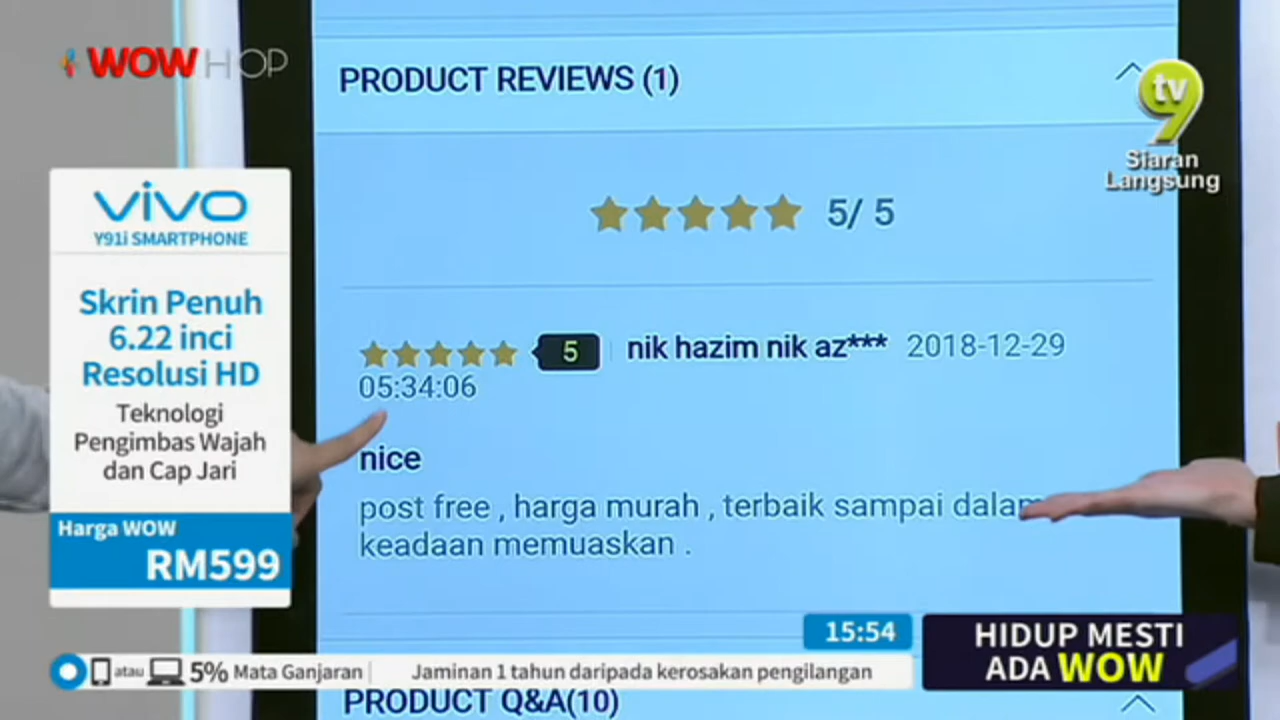 WOW HOP
PRODUCT REVIEWS (1)
tv9
Siaran
Langsung
5/ 5
5 nik hazim nik az*** 2018-12-29
05:34:06
nice
post free , harga murah , terbaik sampai dalam
keadaan memuaskan .
PRODUCT Q&A(10)
vivo
Y91i SMARTPHONE
Skrin Penuh
6.22 inci
Resolusi HD
Teknologi
Pengimbas Wajah
dan Cap Jari
Harga WOW
RM599
15:54
HIDUP MESTI
ADA WOW
atau 5% Mata Ganjaran
Jaminan 1 tahun daripada kerosakan pengilangan